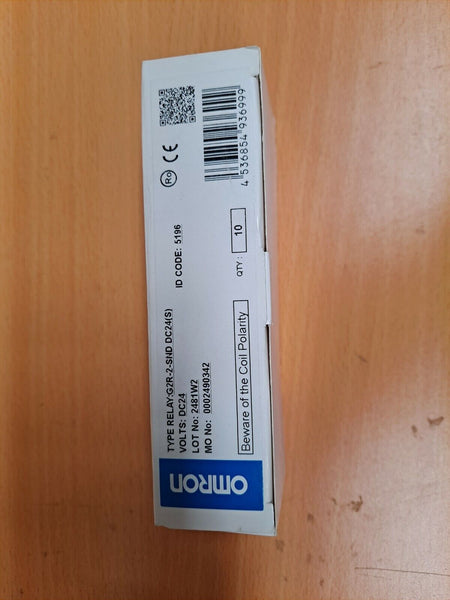 OMRON
TYPE RELAY:G2R-2-SND DC24(S)
VOLTS: DC24
LOT No: 2481W2
MO No: 0002490342
ID CODE: 5196
Beware of the Coil Polarity
QTY: 10
Ro
CE
4 536854 936999